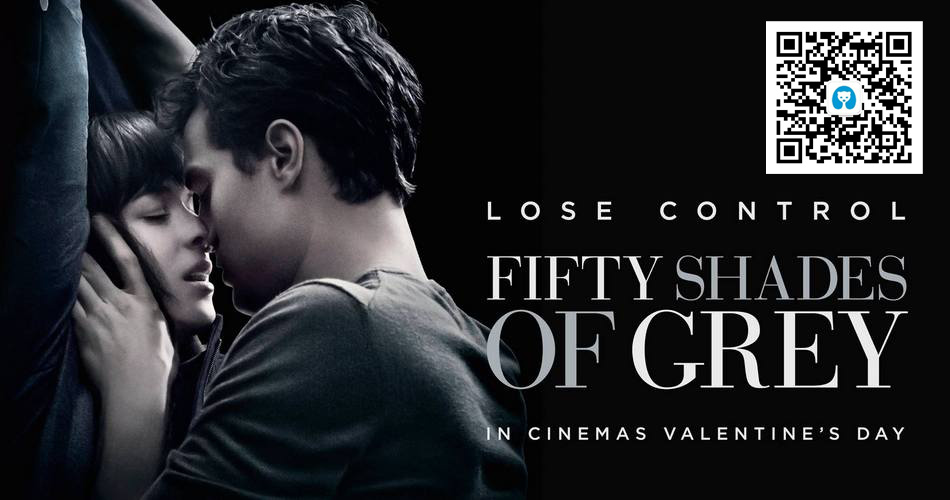 LOSE CONTROL
FIFTY SHADES
OF GREY
IN CINEMAS VALENTINE'S DAY